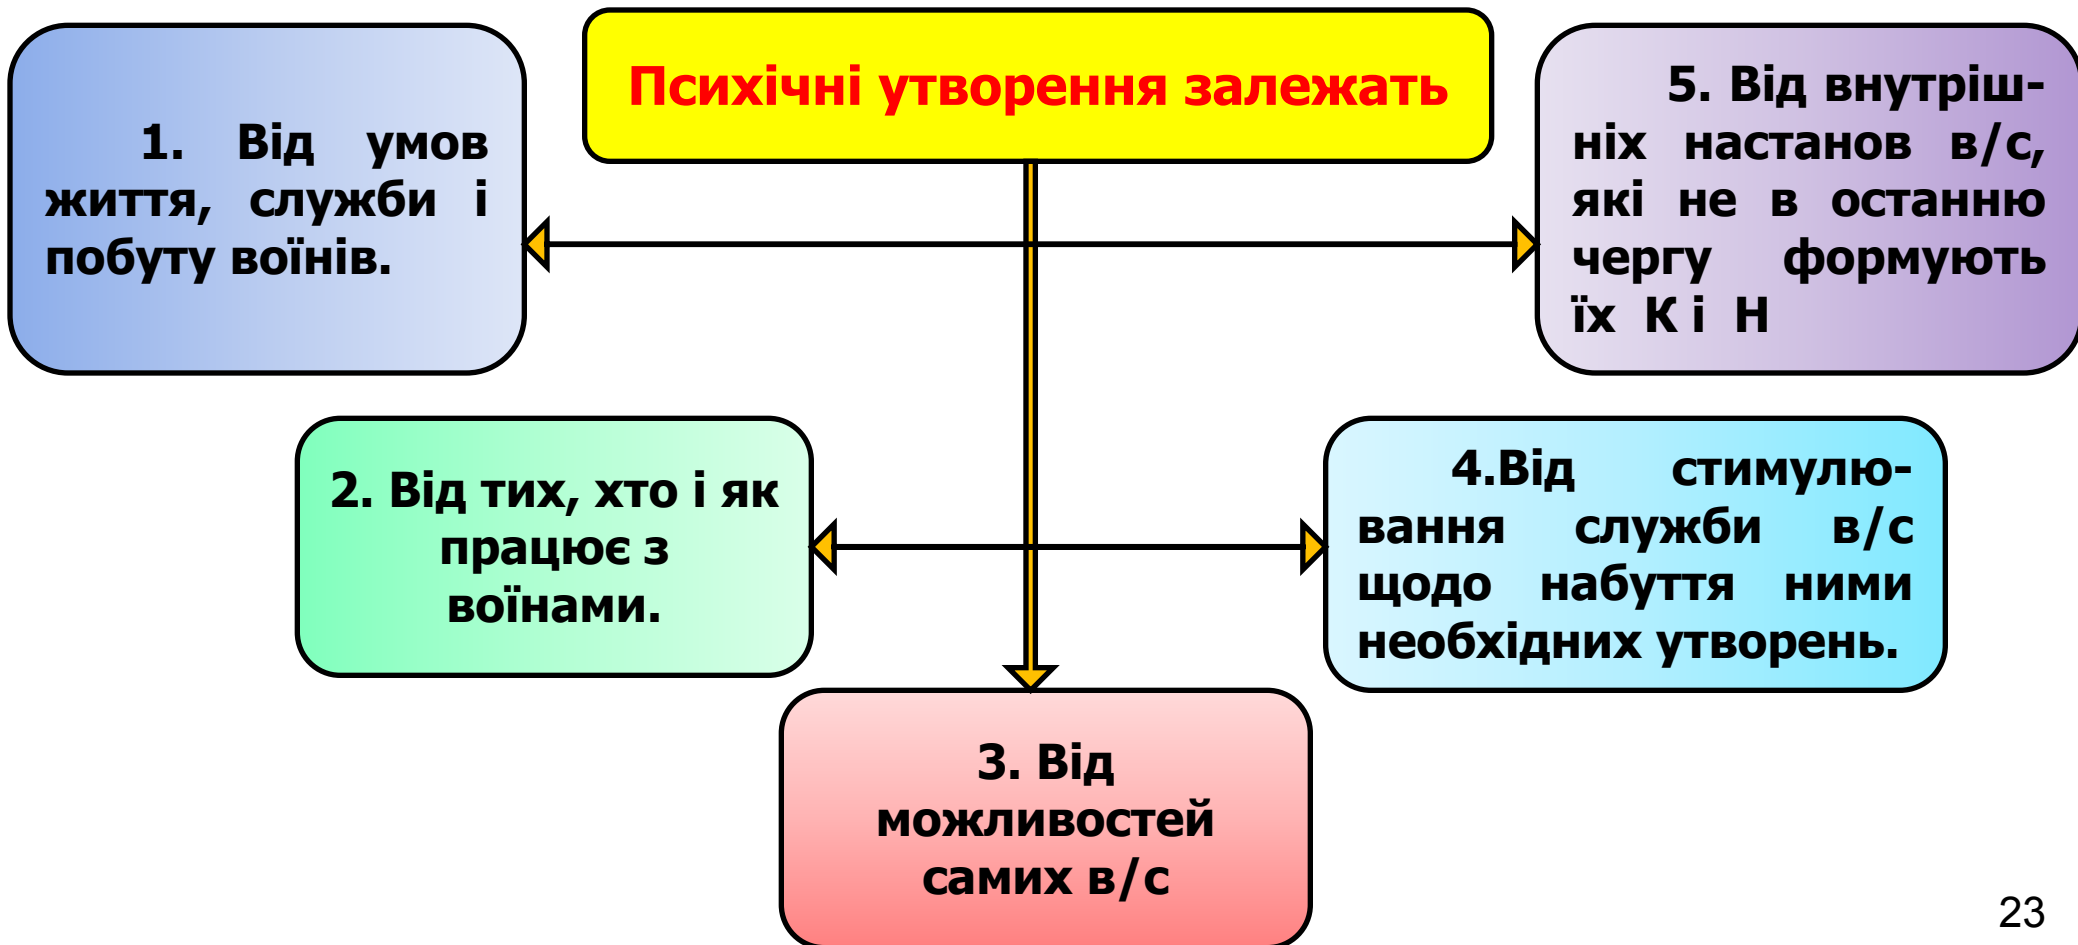 Психічні утворення залежать
1. Від умов
життя, служби і
побуту воїнів.
2. Від тих, хто і як
працює з
воїнами.
3. Від
можливостей
самих в/с
4.Від стимулю-
вання служби в/с
щодо набуття ними
необхідних утворень.
5. Від внутріш-
ніх настанов в/с,
які не в останню
чергу формують
їх К і Н
23